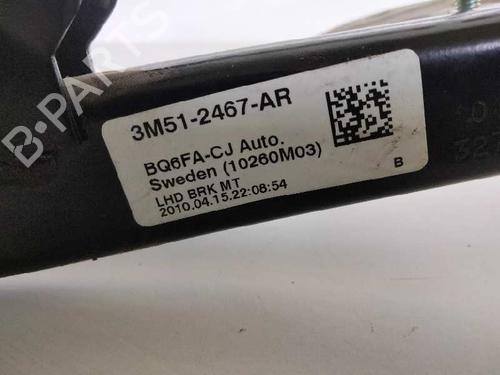 B-PARTS
3M51-2467-AR
BQ6FA-CJ Auto,
Sweden (10260M03)
LHD BRK MT
2010.04.15.22:08:54
B